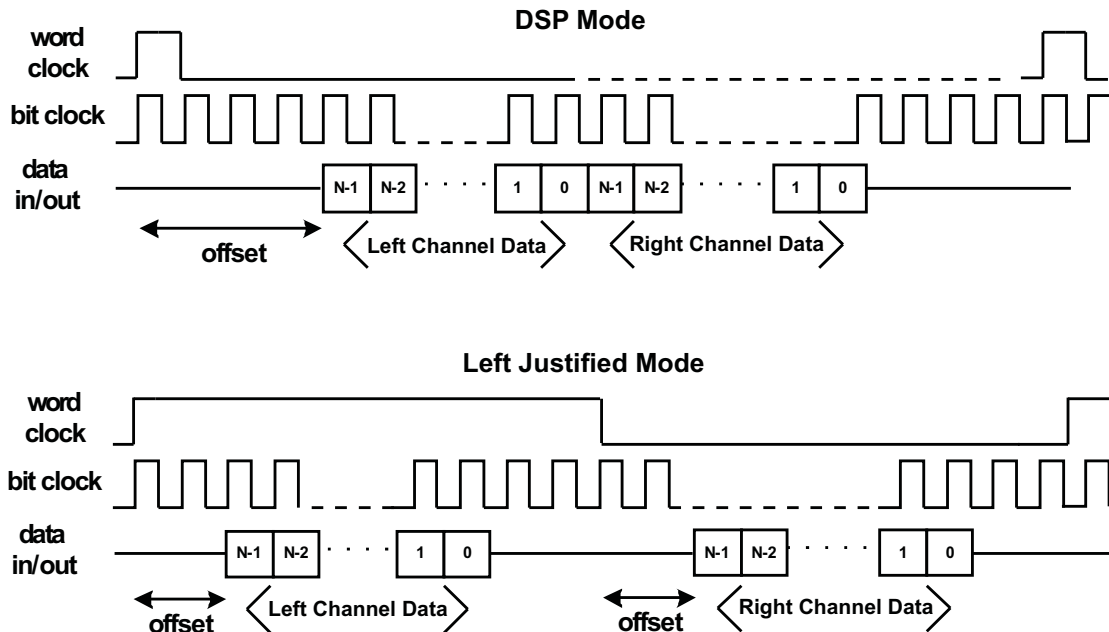 DSP Mode
word
clock
bit clock
data
in/out
N-1 N-2 ..... 1 0 N-1 N-2 ..... 1 0
offset
Left Channel Data
Right Channel Data
Left Justified Mode
word
clock
bit clock
data
in/out
N-1 N-2 ..... 1 0 N-1 N-2 ..... 1 0
offset
Left Channel Data
offset
Right Channel Data